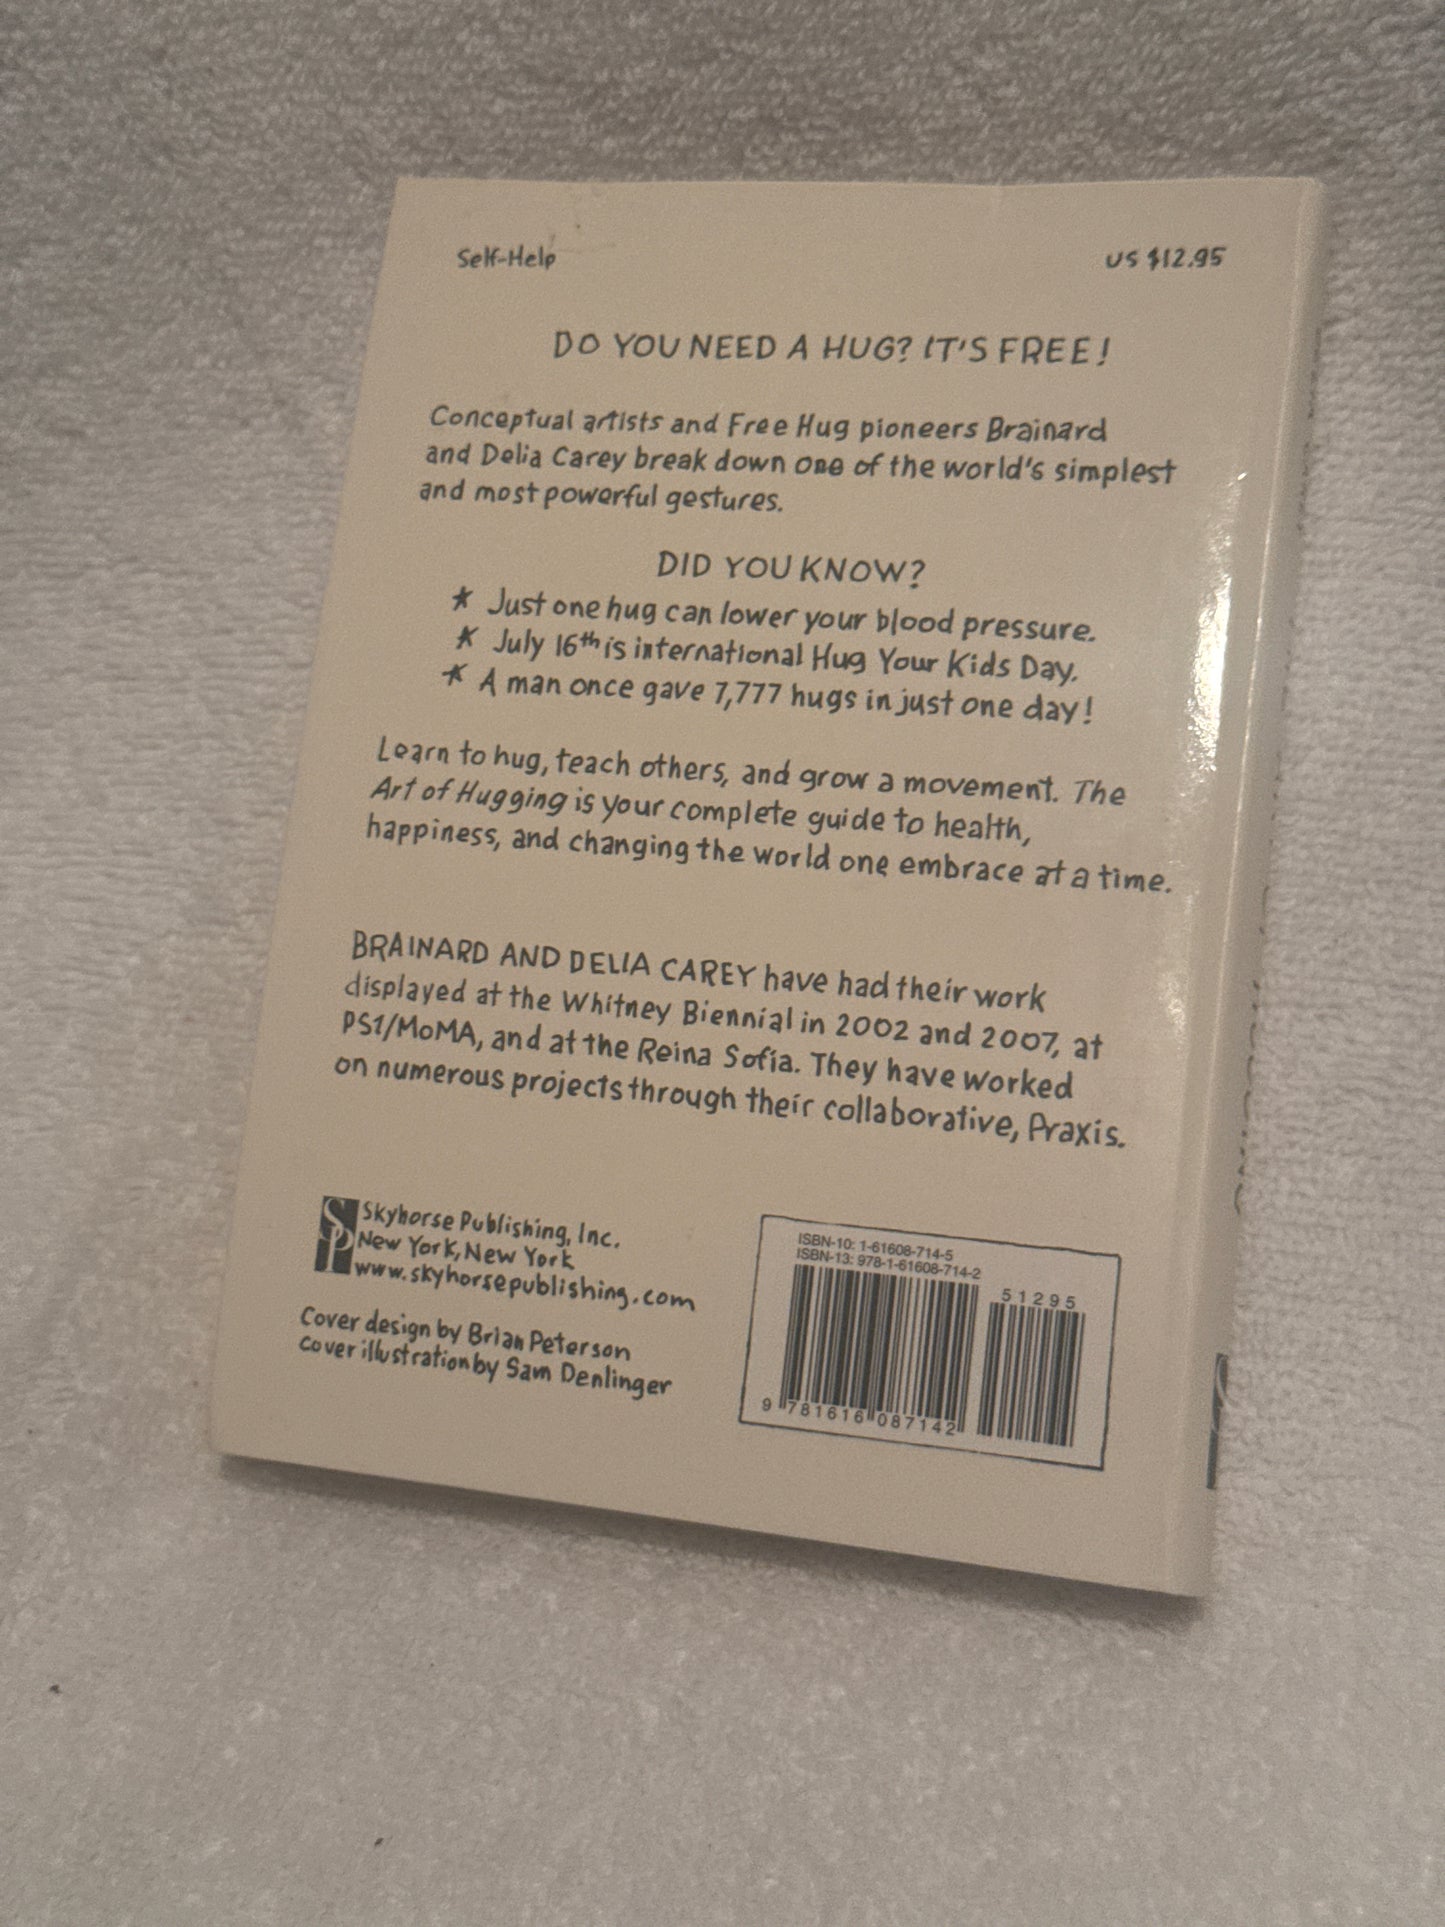 Self-Help
US $12.95
DO YOU NEED A HUG? IT'S FREE!
Conceptual artists and Free Hug pioneers Brainard
and Delia Carey break down one of the world's simplest
and most powerful gestures.
DID YOU KNOW?
* Just one hug can lower your blood pressure.
* July 16th is international Hug Your Kids Day.
* A man once gave 7,777 hugs in just one day!
Learn to hug, teach others, and grow a movement. The
Art of Hugging is your complete guide to health,
happiness, and changing the world one embrace at a time.
BRAINARD AND DELIA CAREY have had their work
displayed at the Whitney Biennial in 2002 and 2007, at
PS1/MoMA, and at the Reina Sofía. They have worked
on numerous projects through their collaborative, Praxis.
SP
Skyhorse Publishing, Inc.
New York, New York
www.skyhorsepublishing.com
Cover design by Brian Peterson
cover illustration by Sam Denlinger
ISBN-10: 1-61608-714-5
ISBN-13: 978-1-61608-714-2
51295
9 781616 087142